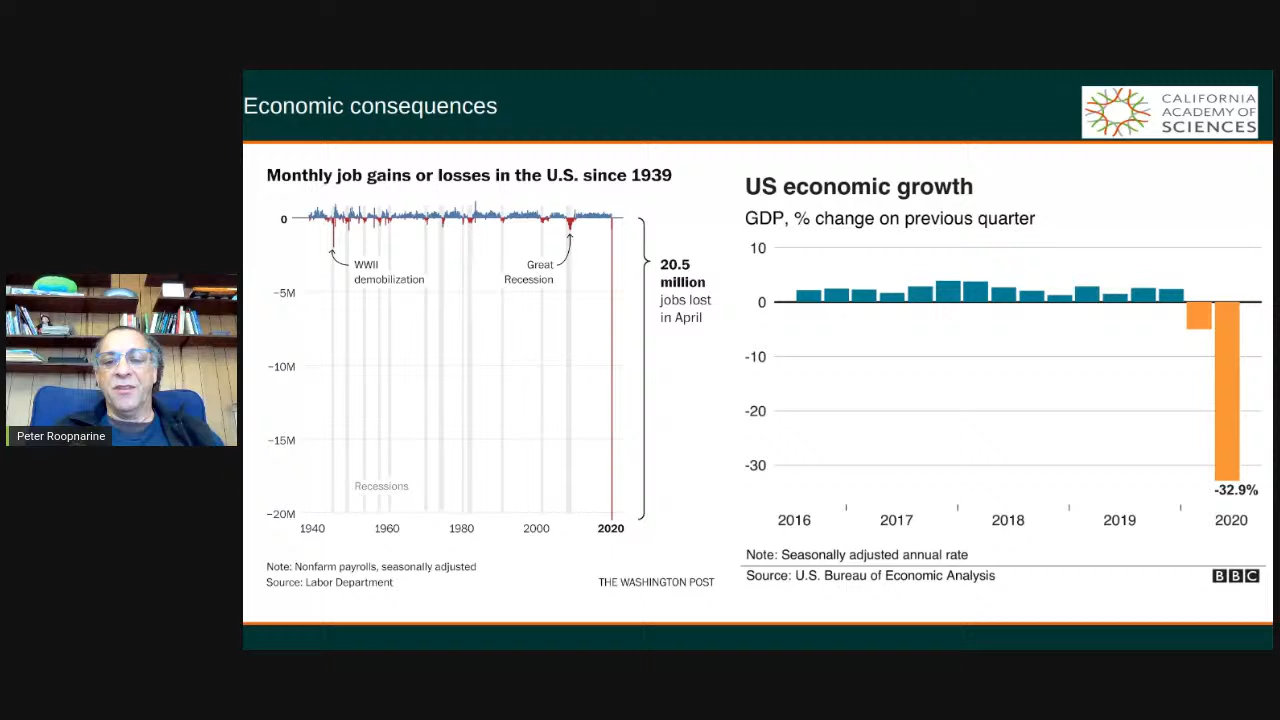 Economic consequences
CALIFORNIA
ACADEMY OF
SCIENCES
Peter Roopnarine
Monthly job gains or losses in the U.S. since 1939
0
WWII
demobilization
Great
Recession
20.5
million
jobs lost
in April
−5M
−10M
−15M
Recessions
−20M
1940
1960
1980
2000
2020
Note: Nonfarm payrolls, seasonally adjusted
Source: Labor Department
THE WASHINGTON POST
US economic growth
GDP, % change on previous quarter
10
0
-10
-20
-30
-32.9%
2016
2017
2018
2019
2020
Note: Seasonally adjusted annual rate
Source: U.S. Bureau of Economic Analysis
BBC